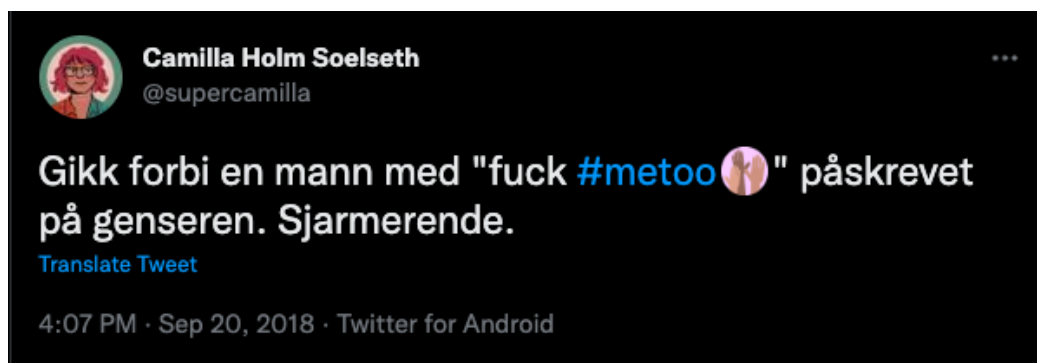 Camilla Holm Soelseth
@supercamilla
Gikk forbi en mann med "fuck #metoo" påskrevet
på genseren. Sjarmerende.
Translate Tweet
4:07 PM · Sep 20, 2018 · Twitter for Android